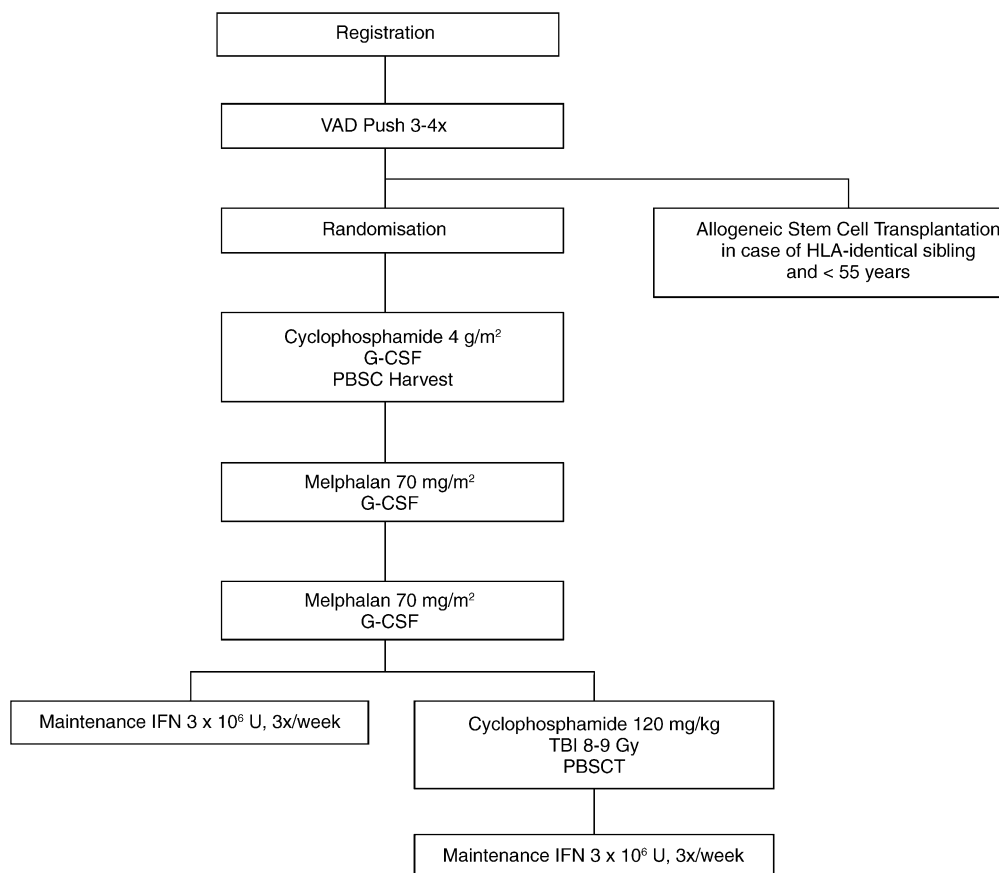 Registration
VAD Push 3-4x
Randomisation
Allogeneic Stem Cell Transplantation
in case of HLA-identical sibling
and < 55 years
Cyclophosphamide 4 g/m²
G-CSF
PBSC Harvest
Melphalan 70 mg/m²
G-CSF
Melphalan 70 mg/m²
G-CSF
Maintenance IFN 3 x 10⁶ U, 3x/week
Cyclophosphamide 120 mg/kg
TBI 8-9 Gy
PBSCT
Maintenance IFN 3 x 10⁶ U, 3x/week